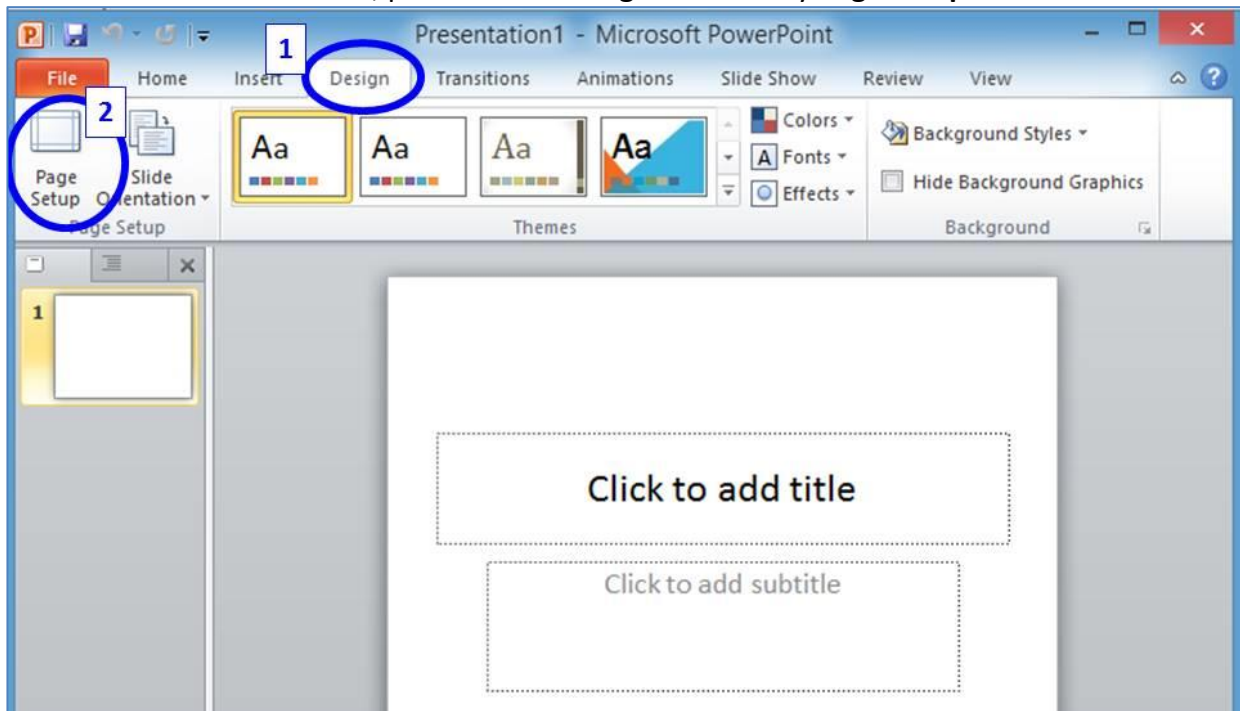 Presentation1 - Microsoft PowerPoint
1
File Home Insert Design Transitions Animations Slide Show Review View
2
Aa Aa Aa Aa
Colors
Fonts
Effects
Background Styles
Hide Background Graphics
Page Setup
Slide Orientation
Page Setup Themes Background
1
Click to add title
Click to add subtitle